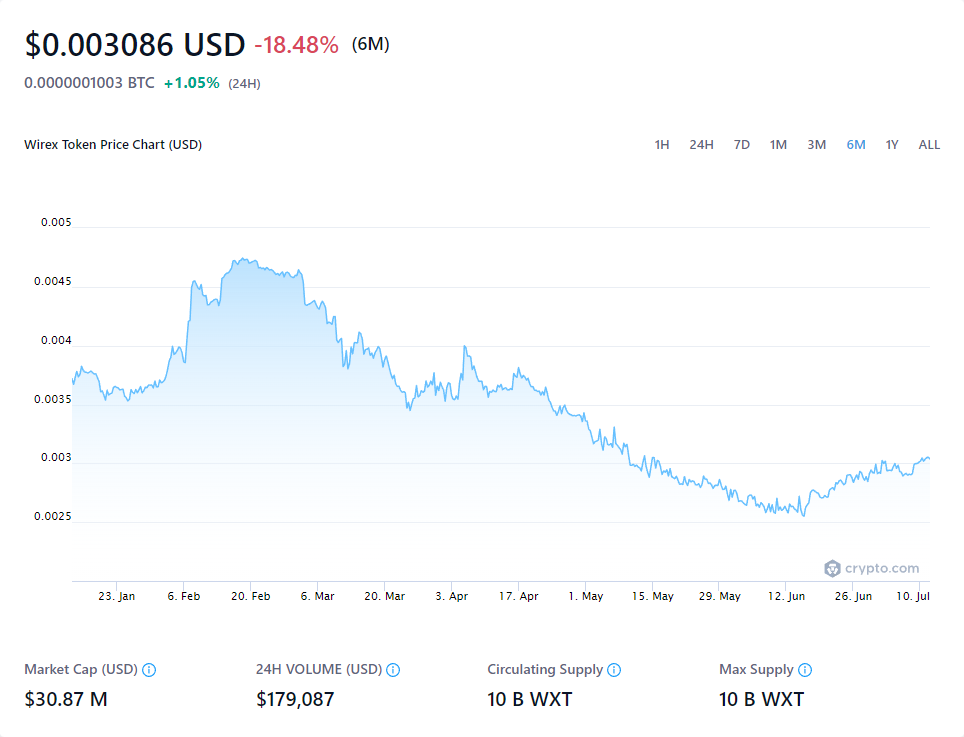 $0.003086 USD -18.48% (6M)
0.0000001003 BTC +1.05% (24H)
Wirex Token Price Chart (USD) 1H 24H 7D 1M 3M 6M 1Y ALL
0.005
0.0045
0.004
0.0035
0.003
0.0025
crypto.com
23. Jan 6. Feb 20. Feb 6. Mar 20. Mar 3. Apr 17. Apr 1. May 15. May 29. May 12. Jun 26. Jun 10. Jul
Market Cap (USD) 24H VOLUME (USD) Circulating Supply Max Supply
$30.87 M $179,087 10 B WXT 10 B WXT